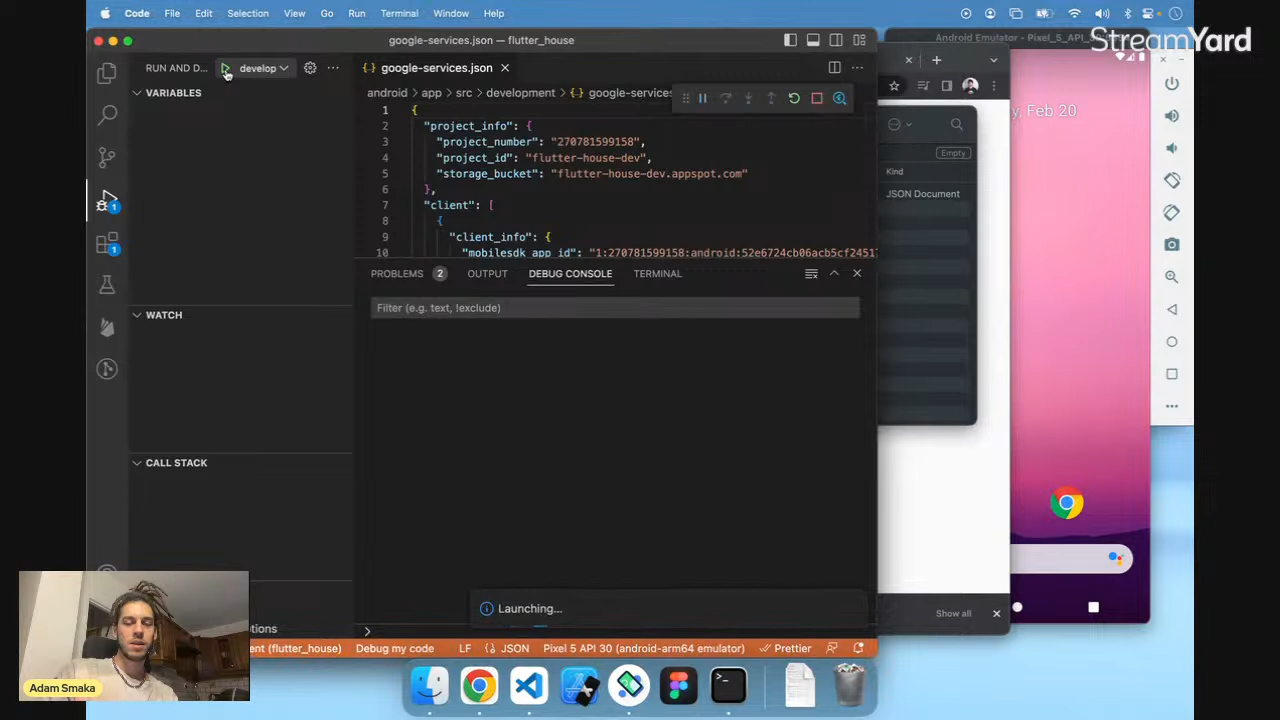 Code File Edit Selection View Go Run Terminal Window Help
StreamYard
google-services.json — flutter_house
Android Emulator - Pixel_5_API_
RUN AND D... develop
google-services.json
VARIABLES
android > app > src > development > {} google-services
y, Feb 20
1 {
2 "project_info": {
3 "project_number": "270781599158",
4 "project_id": "flutter-house-dev",
5 "storage_bucket": "flutter-house-dev.appspot.com"
6 },
7 "client": [
8 {
9 "client_info": {
10 "mobilesdk_app_id": "1:270781599158:android:52e6724cb06acb5cf24517
Empty
Kind
JSON Document
PROBLEMS 2 OUTPUT DEBUG CONSOLE TERMINAL
Filter (e.g. text, !exclude)
1
1
WATCH
CALL STACK
Launching...
Show all
tions
nt (flutter_house) Debug my code LF {} JSON Pixel 5 API 30 (android-arm64 emulator) Prettier
Adam Smaka